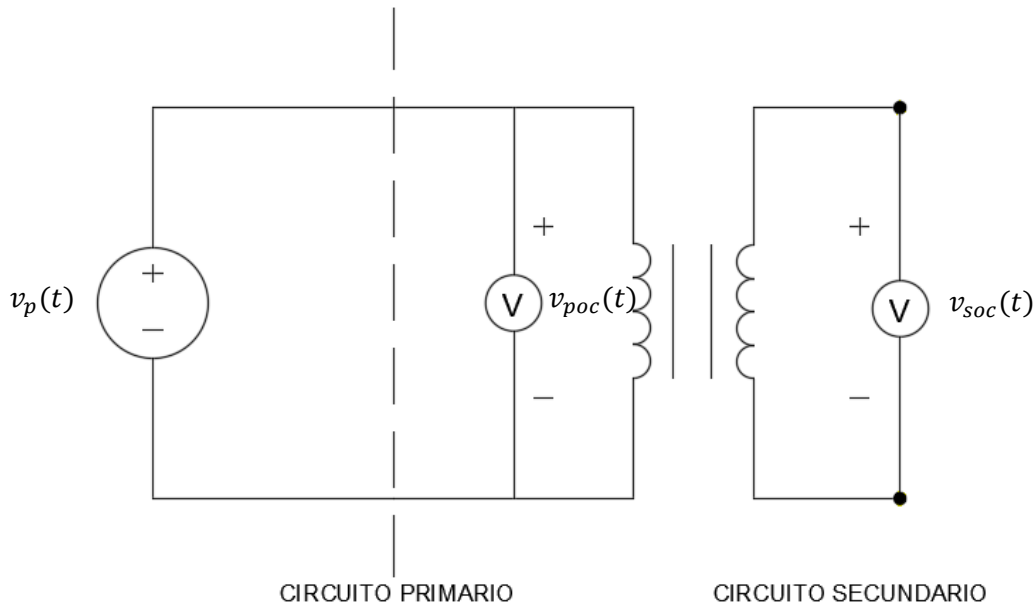 +
+
+
v_p(t)
V
v_poc(t)
V
v_soc(t)
−
−
−
CIRCUITO PRIMARIO
CIRCUITO SECUNDARIO